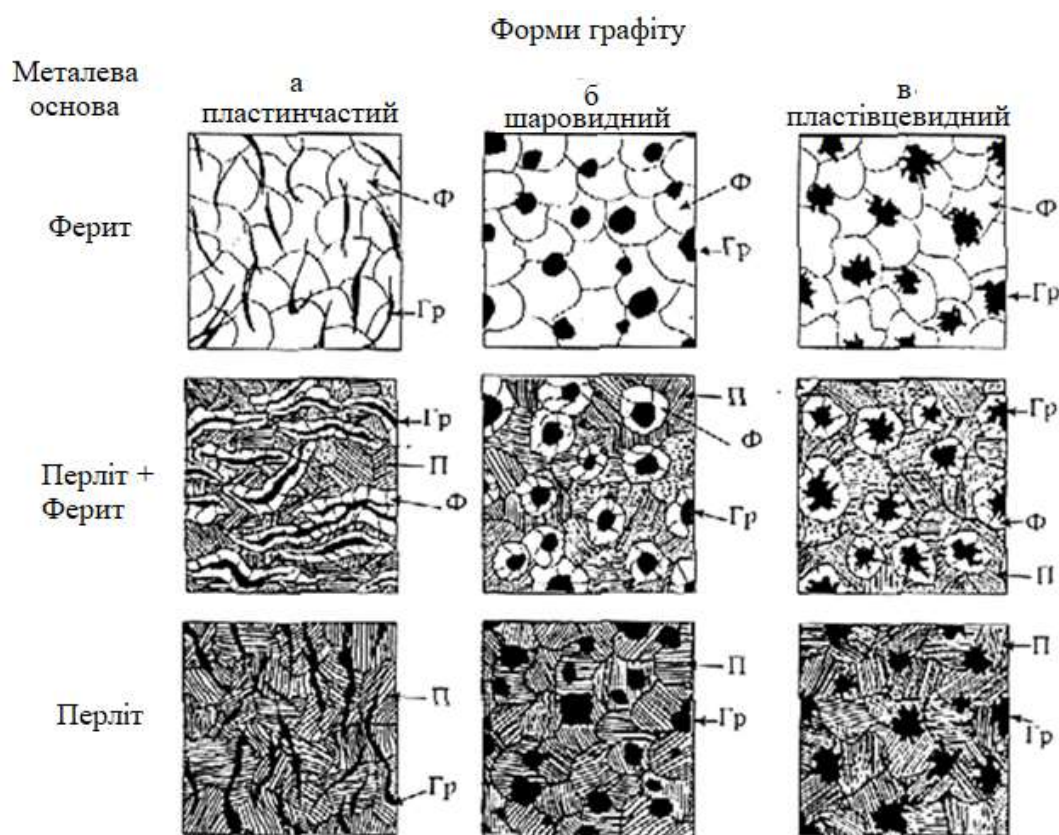 Форми графіту
Металева
основа
а
пластинчастий
б
шаровидний
в
пластівцевидний
Ферит
Ф
Гр
Ф
Гр
Ф
Гр
Перліт +
Ферит
Гр
П
Ф
П
Ф
Гр
Гр
Ф
П
Перліт
П
Гр
П
Гр
П
Гр